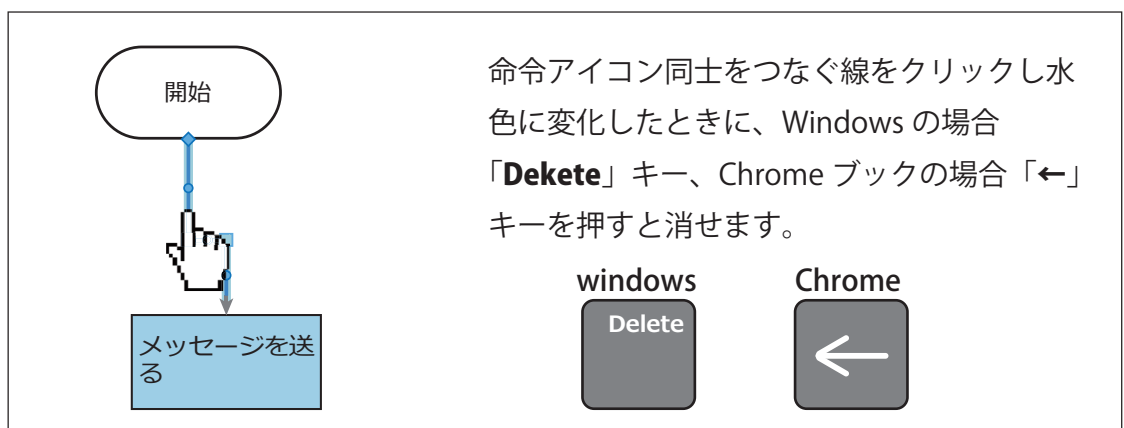 開始
メッセージを送
る
命令アイコン同士をつなぐ線をクリックし水
色に変化したときに、Windows の場合
「Dekete」キー、Chrome ブックの場合「←」
キーを押すと消せます。
windows
Chrome
Delete
←